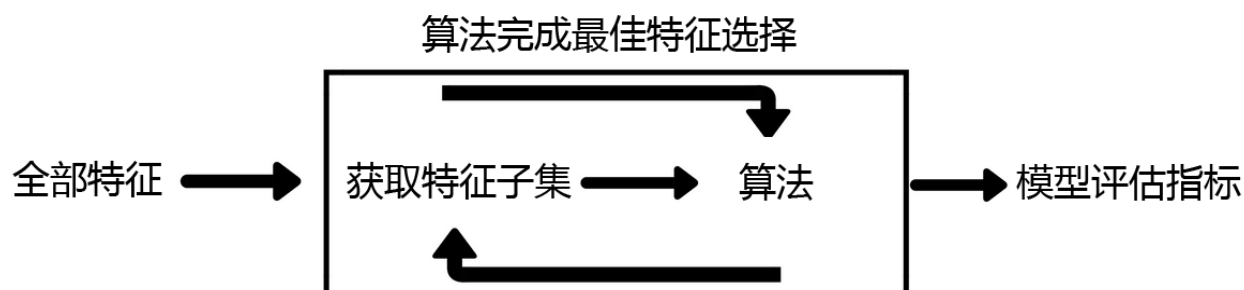 算法完成最佳特征选择
全部特征
获取特征子集
算法
模型评估指标